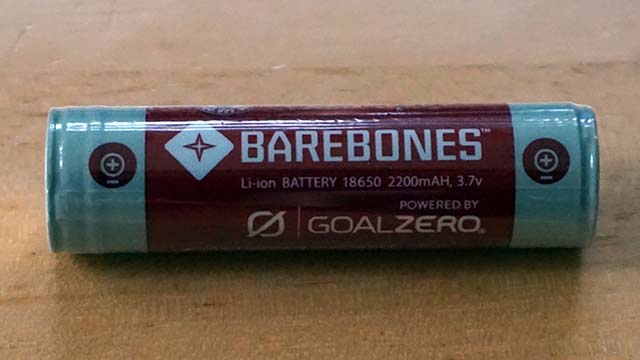 BAREBONES™
Li-ion BATTERY 18650 2200mAH, 3.7v
POWERED BY
GOALZERO®